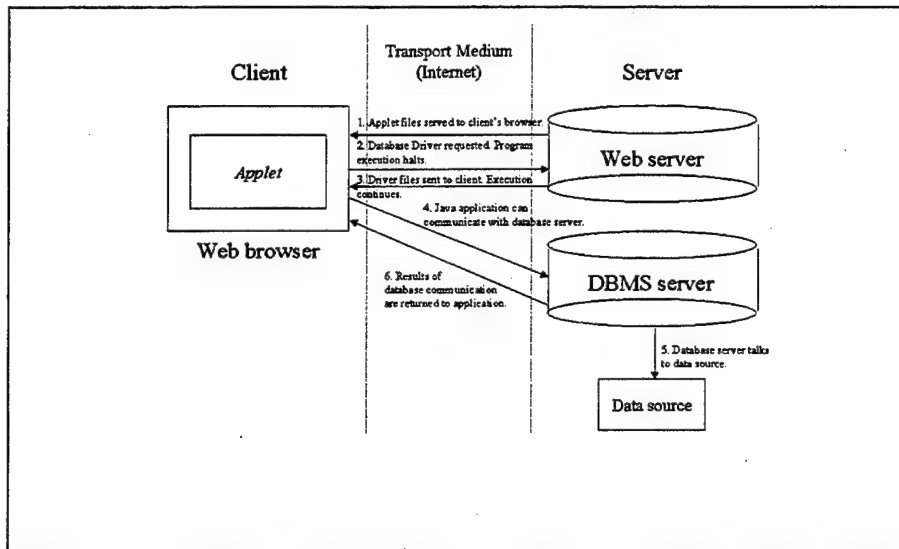 Client
Transport Medium
(Internet)
Server
1. Applet files served to client's browser.
2. Database Driver requested. Program
execution halts.
3. Driver files sent to client. Execution
continues.
Applet
Web server
Web browser
4. Java application can
communicate with database server.
DBMS server
6. Results of
database communication
are returned to application.
5. Database server talks
to data source.
Data source